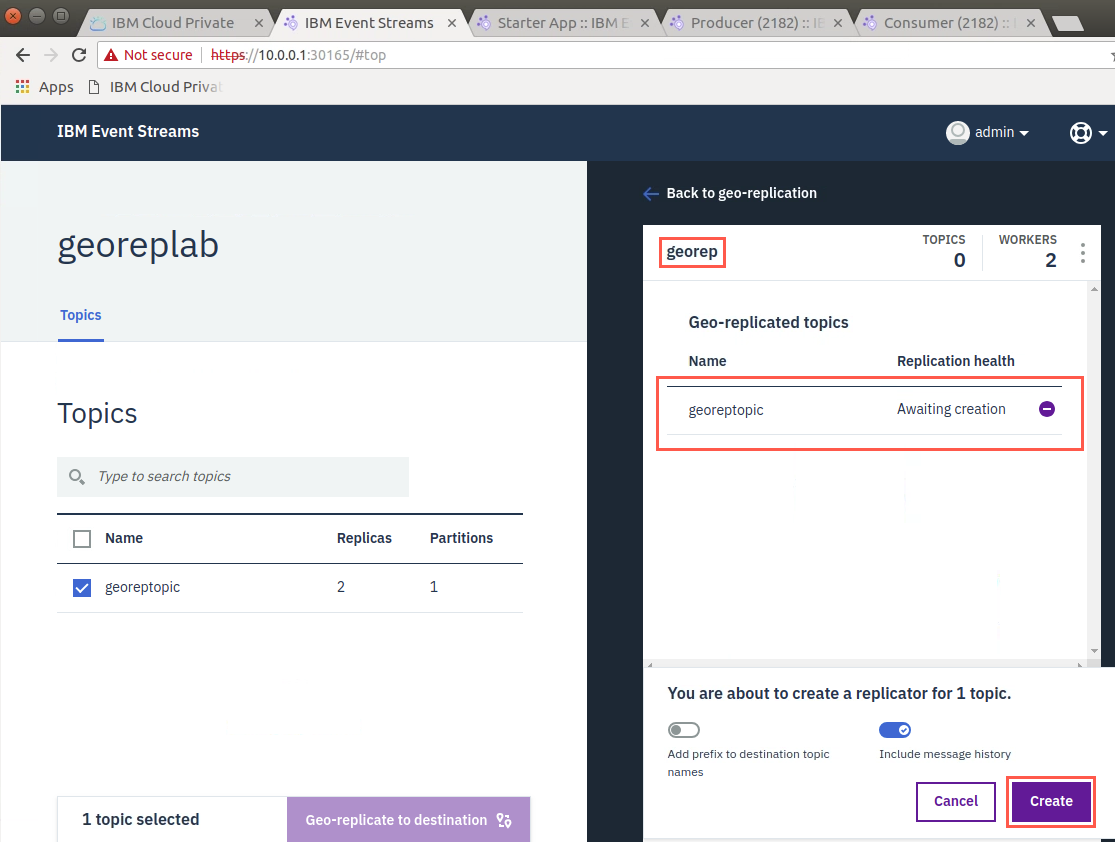 IBM Cloud Private
IBM Event Streams
Starter App :: IBM E
Producer (2182) :: IB
Consumer (2182) ::
Not secure
https://10.0.0.1:30165/#top
Apps
IBM Cloud Privat
IBM Event Streams
admin
georeplab
Topics
Topics
Type to search topics
Name Replicas Partitions
georeptopic 2 1
1 topic selected
Geo-replicate to destination
Back to geo-replication
georep
TOPICS
0
WORKERS
2
Geo-replicated topics
Name Replication health
georeptopic Awaiting creation
You are about to create a replicator for 1 topic.
Add prefix to destination topic
names
Include message history
Cancel
Create